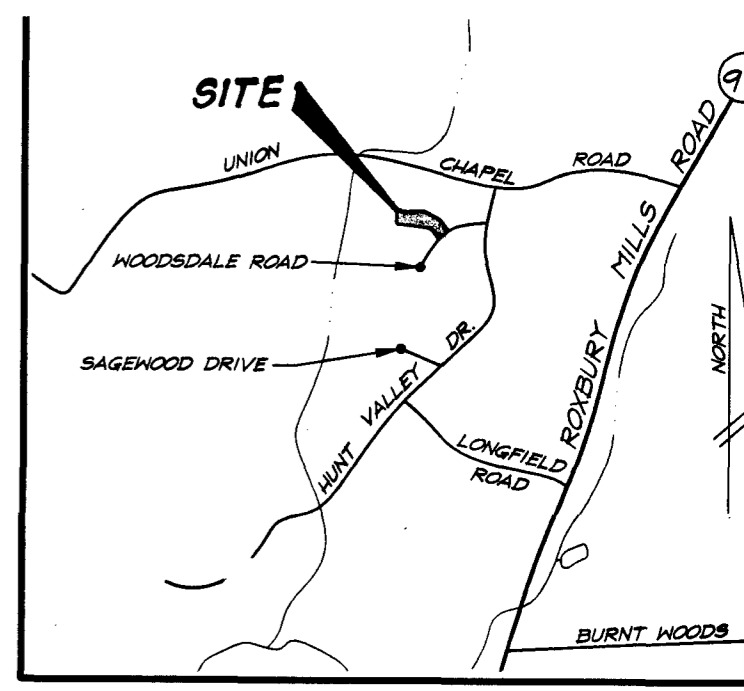 SITE
UNION CHAPEL ROAD
WOODSDALE ROAD
SAGEWOOD DRIVE
HUNT VALLEY DR.
LONGFIELD
ROAD
ROXBURY MILLS ROAD
9
NORTH
BURNT WOODS